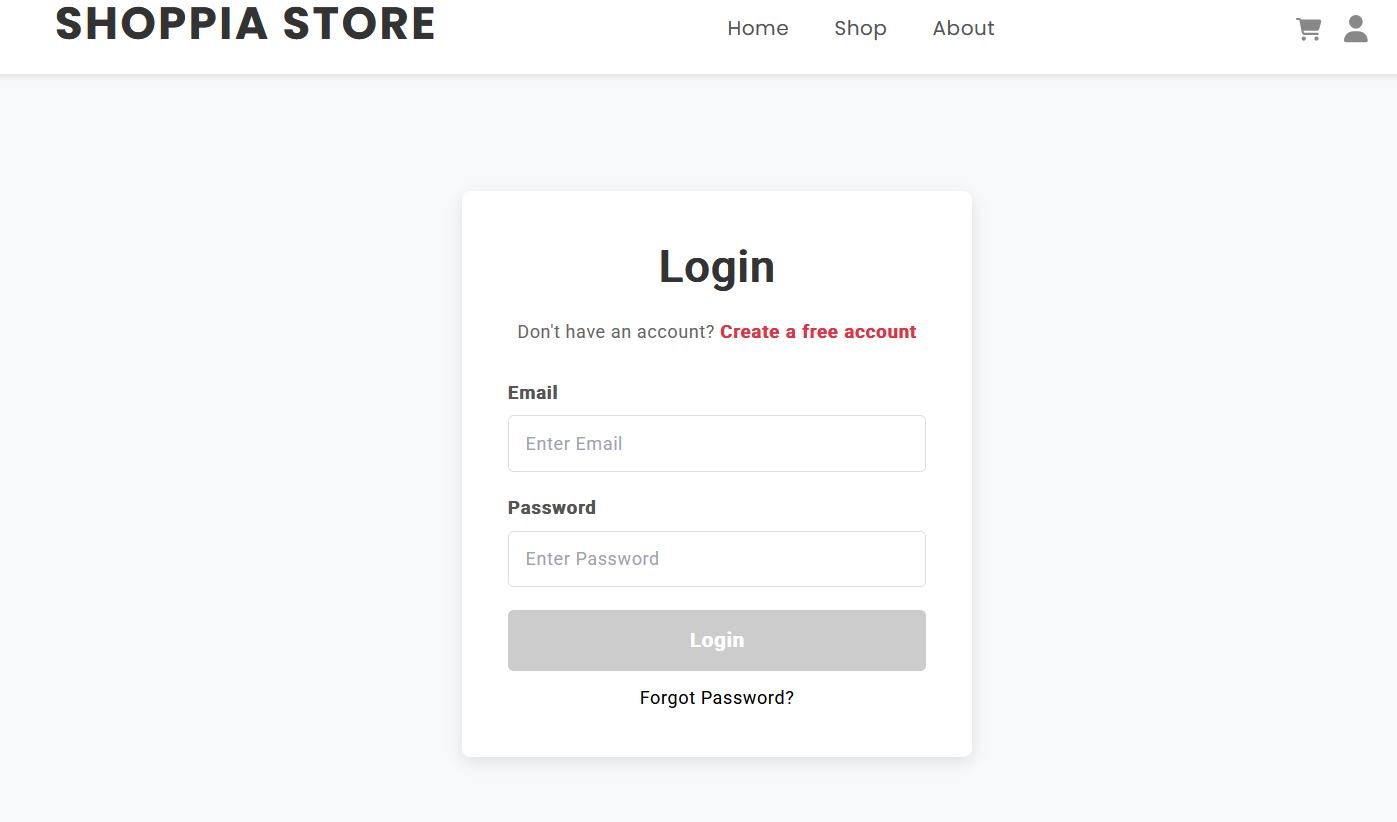 SHOPPIA STORE
Home Shop About
Login
Don't have an account? Create a free account
Email
Enter Email
Password
Enter Password
Login
Forgot Password?